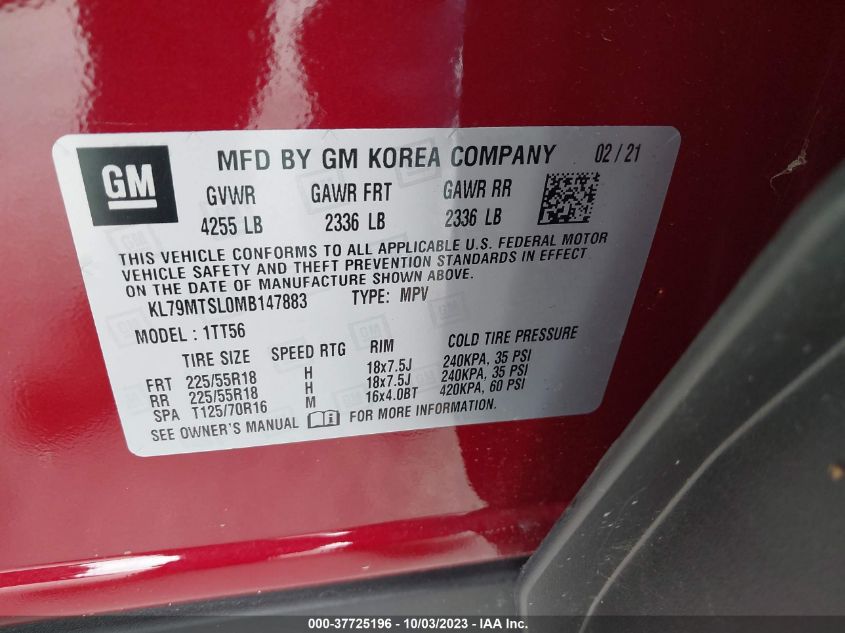 GM
MFD BY GM KOREA COMPANY 02 / 21
GVWR GAWR FRT GAWR RR
4255 LB 2336 LB 2336 LB
THIS VEHICLE CONFORMS TO ALL APPLICABLE U.S. FEDERAL MOTOR
VEHICLE SAFETY AND THEFT PREVENTION STANDARDS IN EFFECT
ON THE DATE OF MANUFACTURE SHOWN ABOVE.
KL79MTSL0MB147883 TYPE: MPV
MODEL : 1TT56
TIRE SIZE SPEED RTG RIM COLD TIRE PRESSURE
FRT 225/55R18 H 18x7.5J 240KPA, 35 PSI
RR 225/55R18 H 18x7.5J 240KPA, 35 PSI
SPA T125/70R16 M 16x4.0BT 420KPA, 60 PSI
SEE OWNER'S MANUAL FOR MORE INFORMATION.
000-37725196 - 10/03/2023 - IAA Inc.